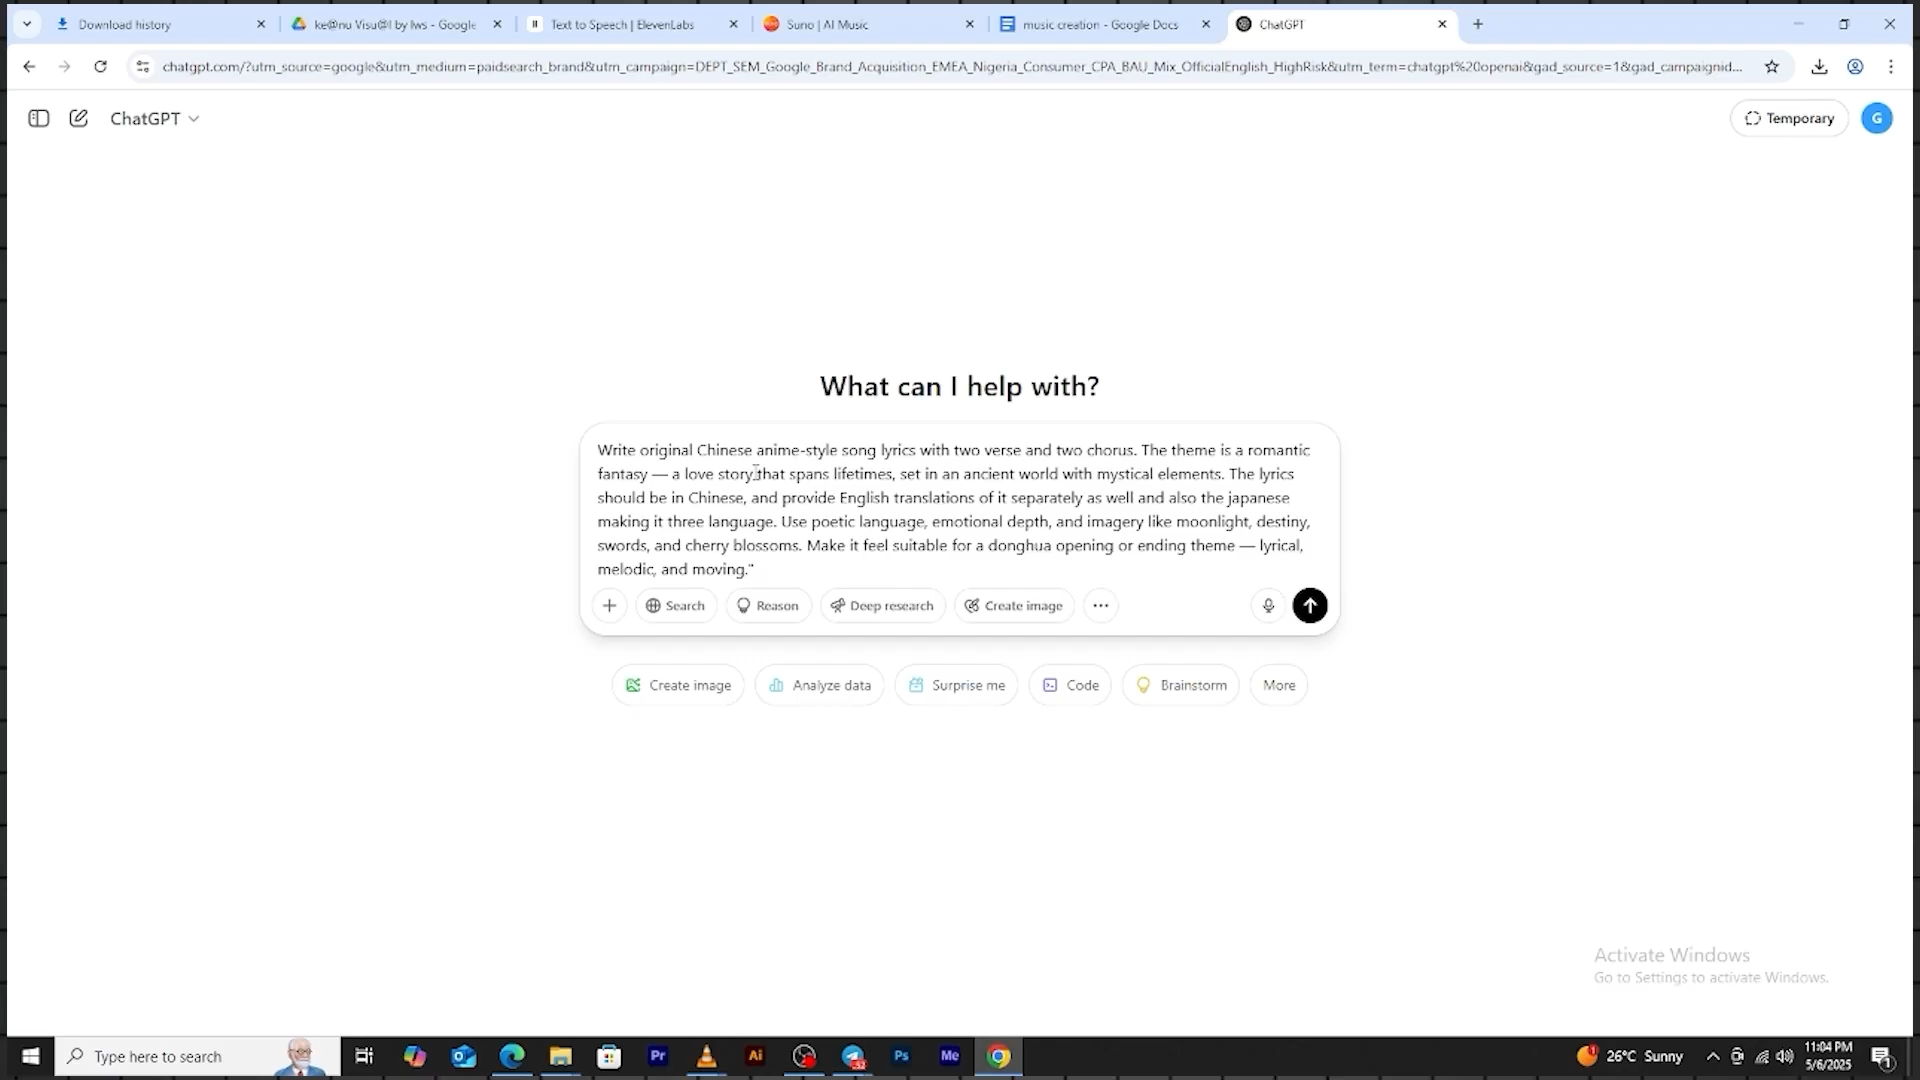 Download history
ke@nu Visu@l by lws - Google
Text to Speech | ElevenLabs
Suno | AI Music
music creation - Google Docs
ChatGPT
chatgpt.com/?utm_source=google&utm_medium=paidsearch_brand&utm_campaign=DEPT_SEM_Google_Brand_Acquisition_EMEA_Nigeria_Consumer_CPA_BAU_Mix_OfficialEnglish_HighRisk&utm_term=chatgpt%20openai&gad_source=1&gad_campaignid...
ChatGPT
Temporary
G
What can I help with?
Write original Chinese anime-style song lyrics with two verse and two chorus. The theme is a romantic
fantasy — a love story that spans lifetimes, set in an ancient world with mystical elements. The lyrics
should be in Chinese, and provide English translations of it separately as well and also the japanese
making it three language. Use poetic language, emotional depth, and imagery like moonlight, destiny,
swords, and cherry blossoms. Make it feel suitable for a donghua opening or ending theme — lyrical,
melodic, and moving."
Search
Reason
Deep research
Create image
Create image
Analyze data
Surprise me
Code
Brainstorm
More
Activate Windows
Go to Settings to activate Windows.
Type here to search
Pr
Ai
Ps
Me
26°C Sunny
11:04 PM
5/6/2025